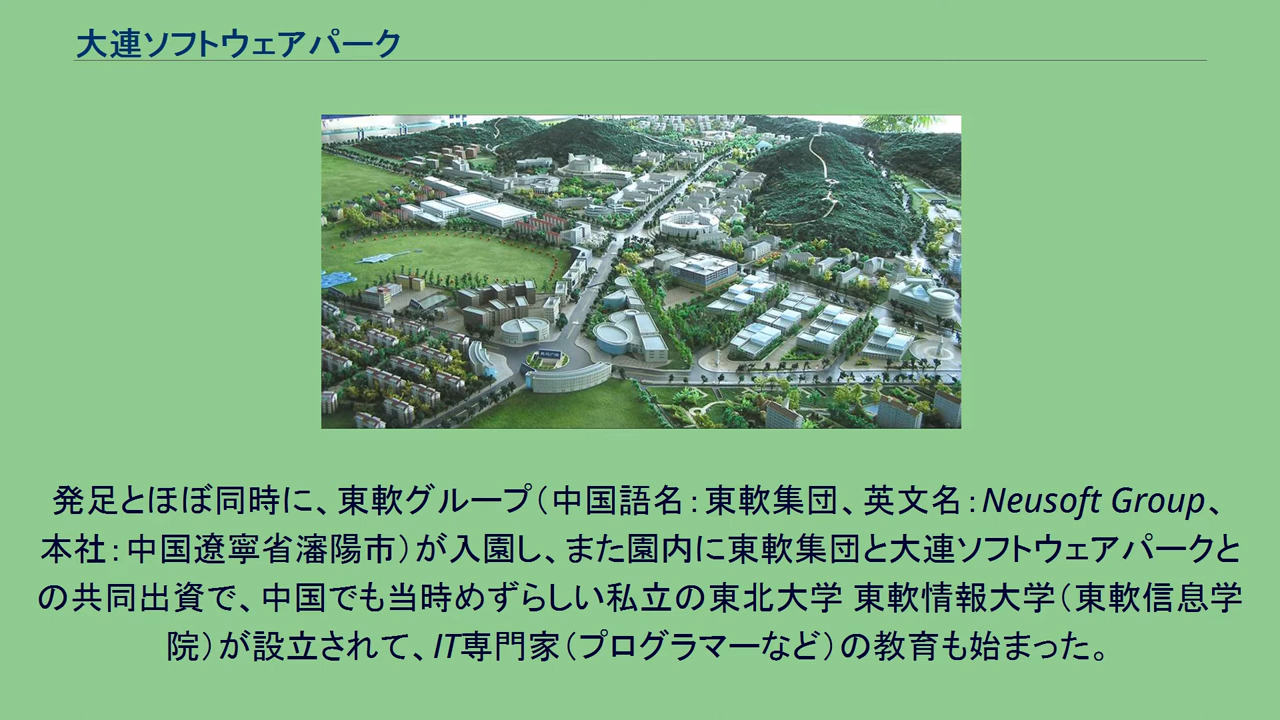 大連ソフトウェアパーク
発足とほぼ同時に、東軟グループ（中国語名：東軟集団、英文名：Neusoft Group、
本社：中国遼寧省瀋陽市）が入園し、また園内に東軟集団と大連ソフトウェアパークと
の共同出資で、中国でも当時めずらしい私立の東北大学 東軟情報大学（東軟信息学
院）が設立されて、IT専門家（プログラマーなど）の教育も始まった。